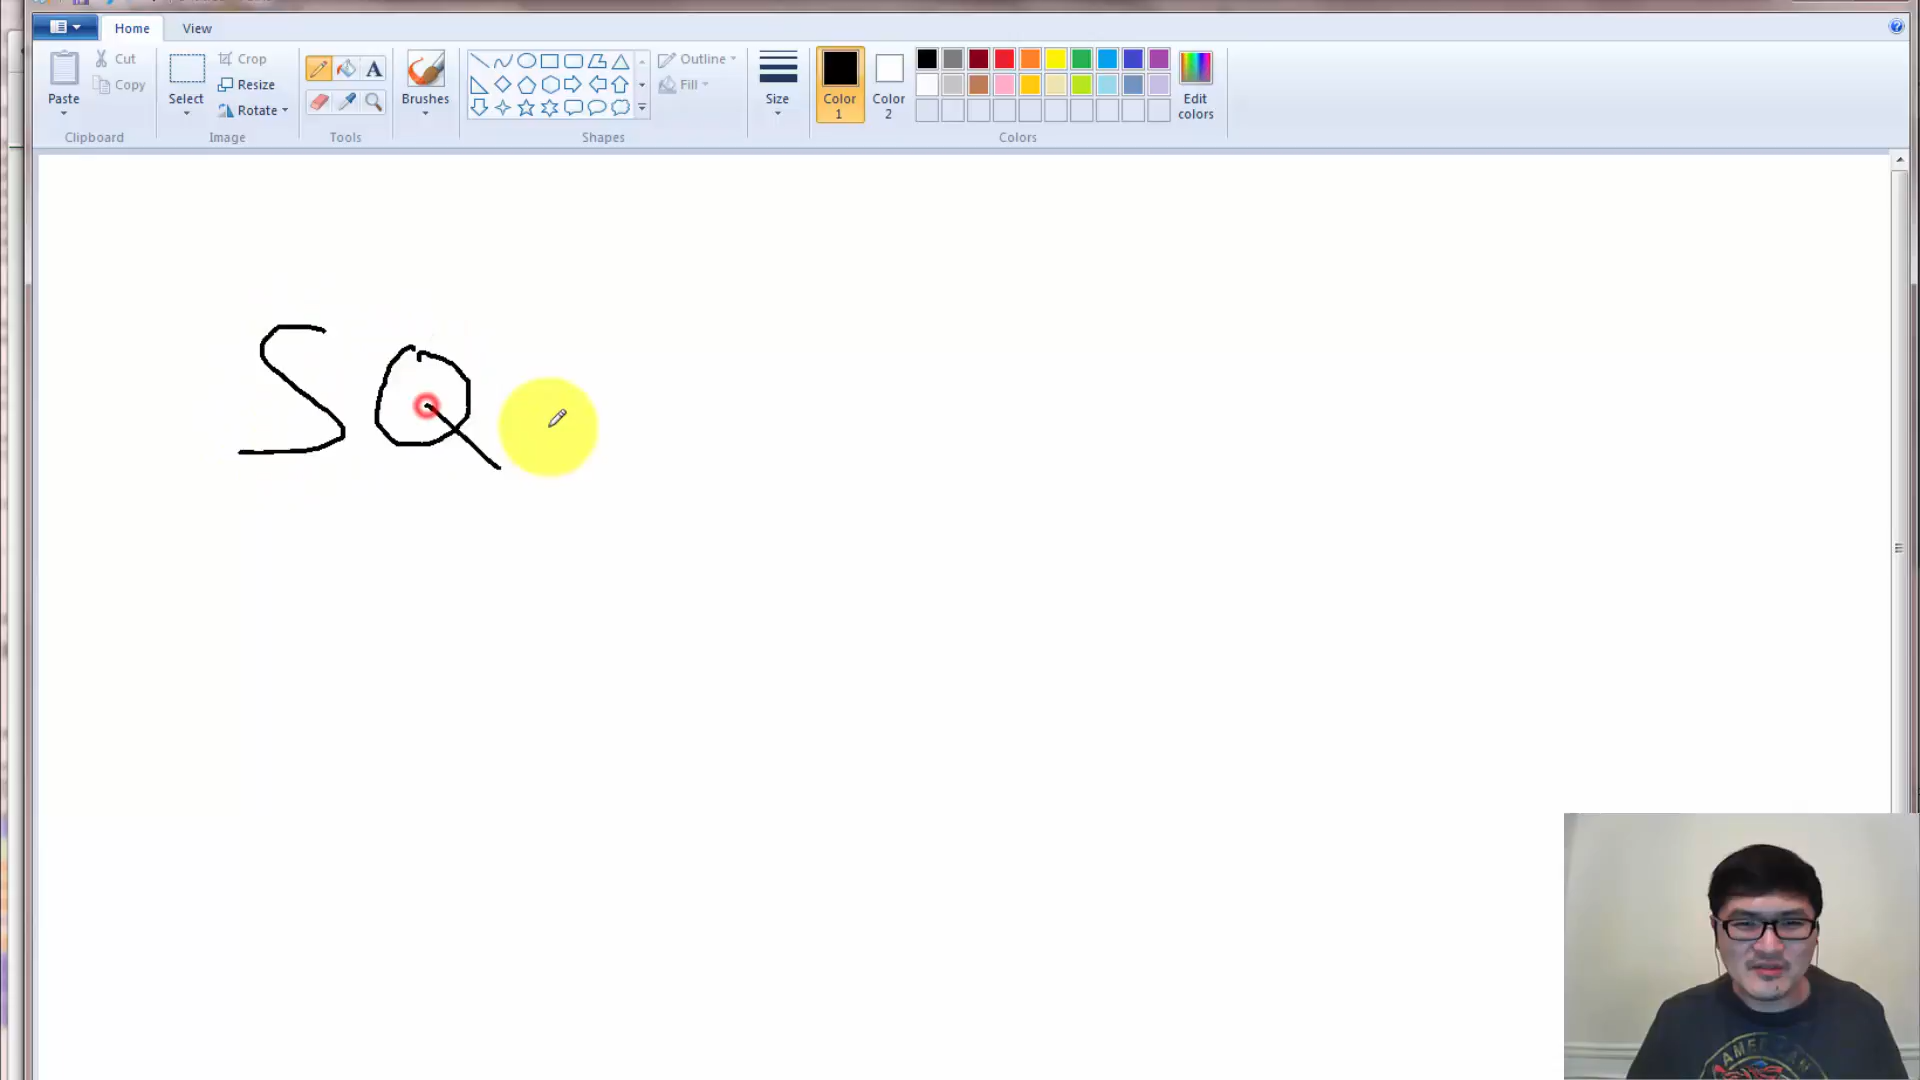 Home View
Paste Cut Copy Clipboard
Select Crop Resize Rotate Image
Tools
Brushes
Outline Fill Shapes
Size
Color 1 Color 2 Edit colors Colors
SQ
AMERICAN